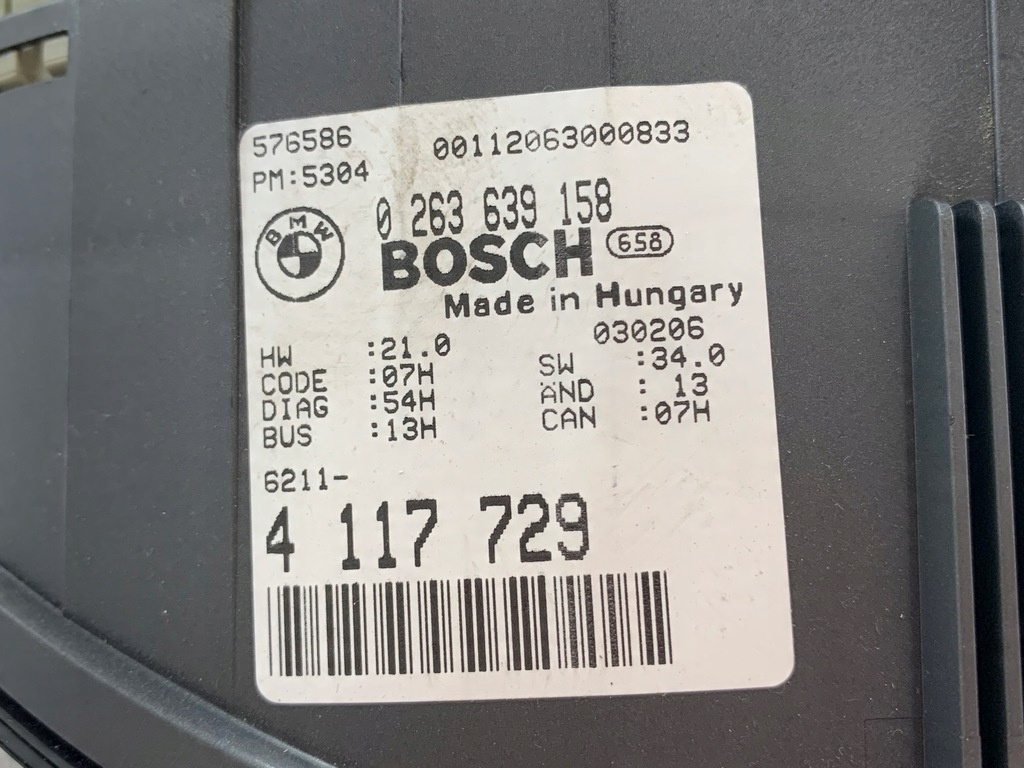 576586 00112063000833
PM:5304
0 263 639 158
BMW
BOSCH 658
Made in Hungary
030206
HW :21.0 SW :34.0
CODE :07H AND : 13
DIAG :54H CAN :07H
BUS :13H
6211-
4 117 729